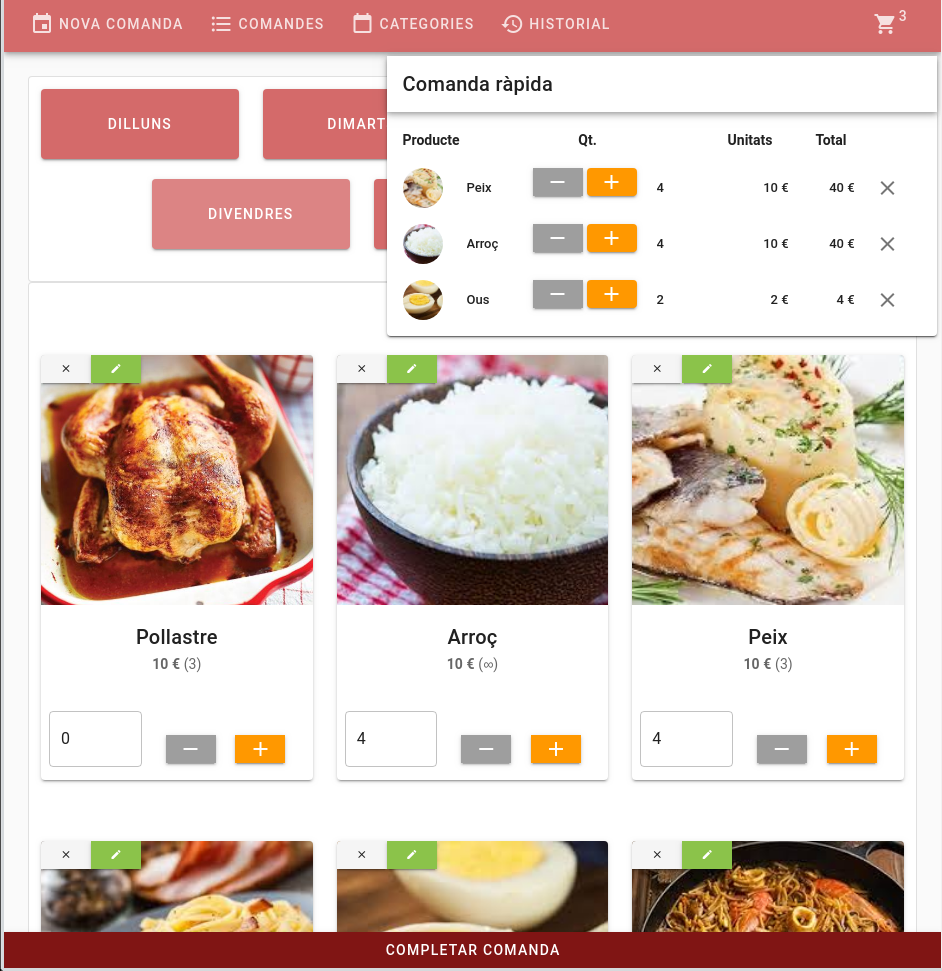 NOVA COMANDA COMANDES CATEGORIES HISTORIAL 3
Comanda ràpida
DILLUNS DIMART
DIVENDRES
Producte Qt. Unitats Total
Peix 4 10 € 40 €
Arroç 4 10 € 40 €
Ous 2 2 € 4 €
Pollastre Arroç Peix
10 € (3) 10 € (∞) 10 € (3)
0 4 4
COMPLETAR COMANDA